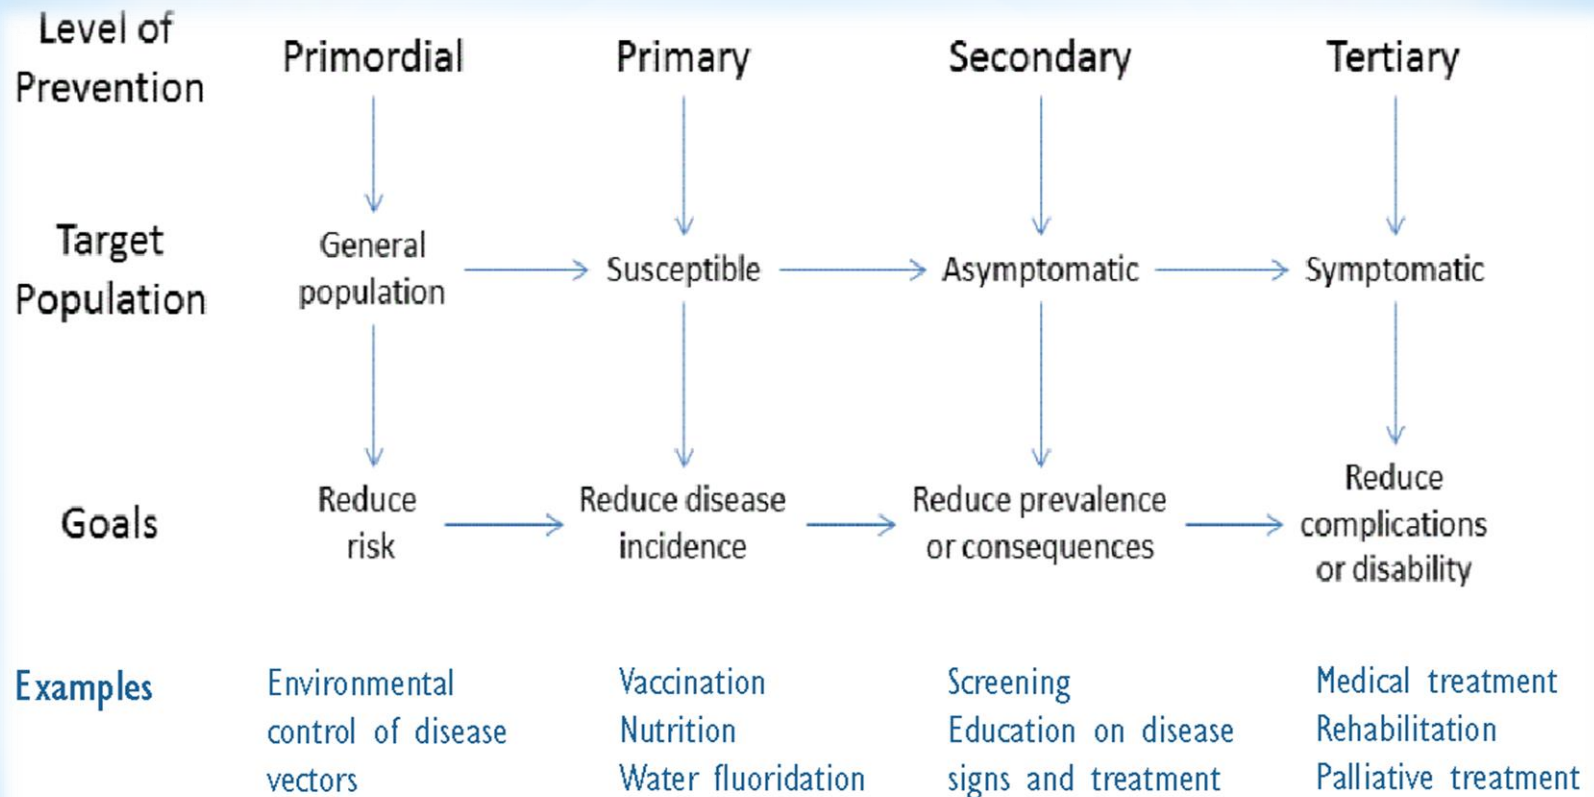 Level of
Prevention
Primordial
Primary
Secondary
Tertiary
Target
Population
General
population
Susceptible
Asymptomatic
Symptomatic
Goals
Reduce
risk
Reduce disease
incidence
Reduce prevalence
or consequences
Reduce
complications
or disability
Examples
Environmental
control of disease
vectors
Vaccination
Nutrition
Water fluoridation
Screening
Education on disease
signs and treatment
Medical treatment
Rehabilitation
Palliative treatment